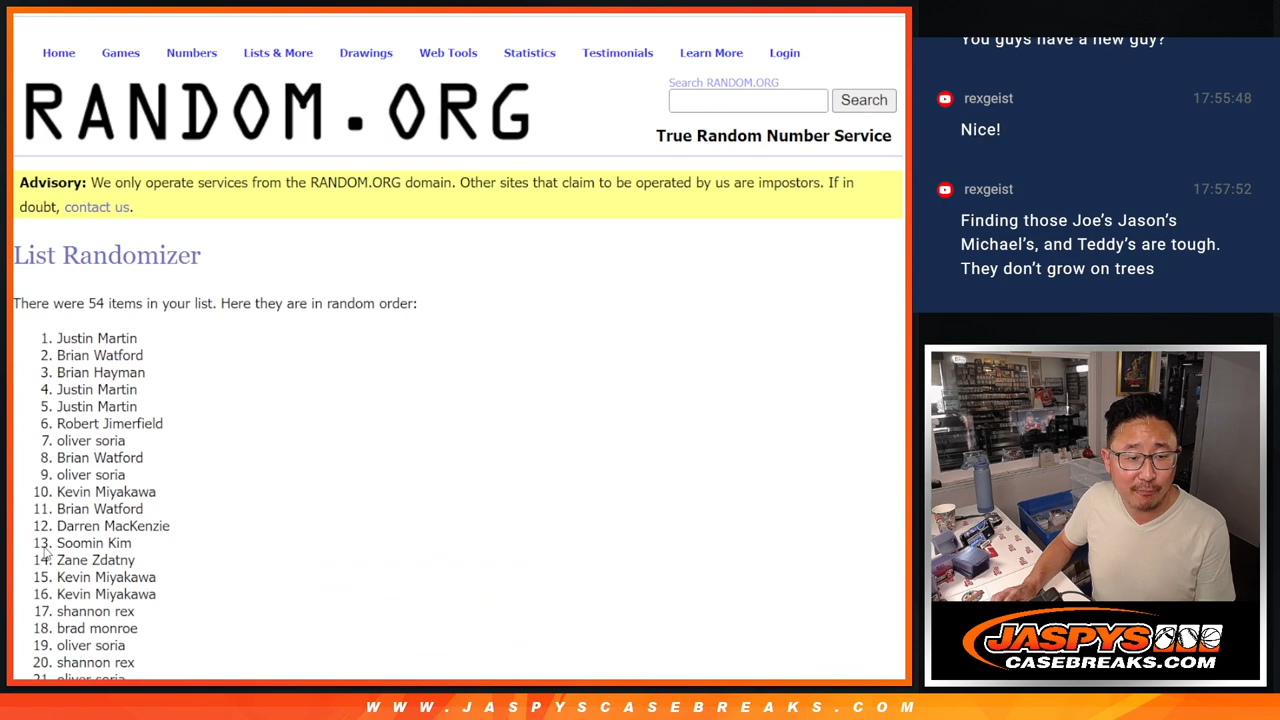 Home Games Numbers Lists & More Drawings Web Tools Statistics Testimonials Learn More Login
RANDOM.ORG
Search RANDOM.ORG
Search
True Random Number Service
Advisory: We only operate services from the RANDOM.ORG domain. Other sites that claim to be operated by us are impostors. If in
doubt, contact us.
List Randomizer
There were 54 items in your list. Here they are in random order:
1. Justin Martin
2. Brian Watford
3. Brian Hayman
4. Justin Martin
5. Justin Martin
6. Robert Jimerfield
7. oliver soria
8. Brian Watford
9. oliver soria
10. Kevin Miyakawa
11. Brian Watford
12. Darren MacKenzie
13. Soomin Kim
14. Zane Zdatny
15. Kevin Miyakawa
16. Kevin Miyakawa
17. shannon rex
18. brad monroe
19. oliver soria
20. shannon rex
21. oliver soria
You guys have a new guy?
rexgeist 17:55:48
Nice!
rexgeist 17:57:52
Finding those Joe's Jason's
Michael's, and Teddy's are tough.
They don't grow on trees
JASPYS
CASEBREAKS.COM
WWW.JASPYSCASEBREAKS.COM